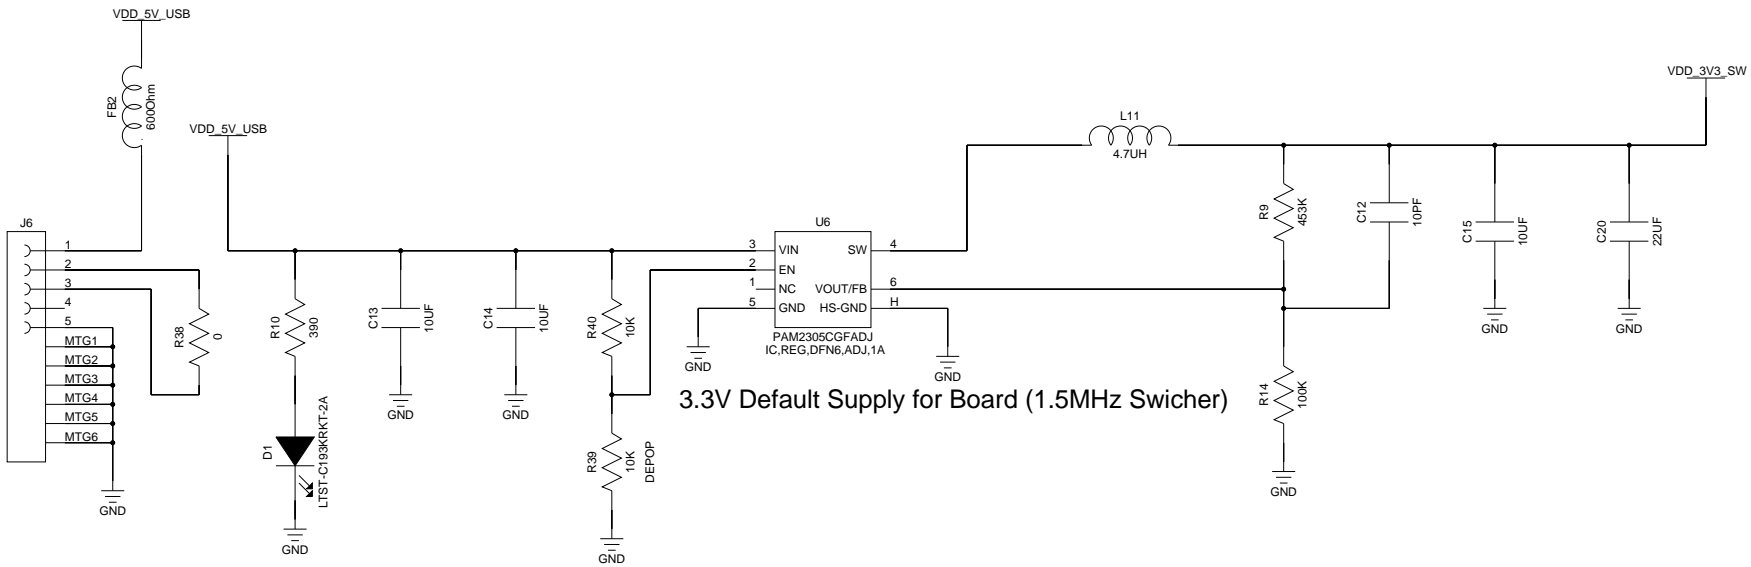 VDD_5V_USB
FB2
600Ohm
VDD_5V_USB
VDD_3V3_SW
L11
4.7UH
J6
1
2
3
4
5
MTG1
MTG2
MTG3
MTG4
MTG5
MTG6
GND
R38
0
R10
390
D1
LTST-C193KRKT-2A
GND
C13
10UF
GND
C14
10UF
GND
R40
10K
R39
10K
DEPOP
GND
U6
3
VIN
SW
4
2
EN
1
NC
VOUT/FB
6
5
GND
HS-GND
H
PAM2305CGFADJ
IC,REG,DFN6,ADJ,1A
GND
GND
3.3V Default Supply for Board (1.5MHz Swicher)
R9
453K
C12
10PF
R14
100K
GND
C15
10UF
GND
C20
22UF
GND